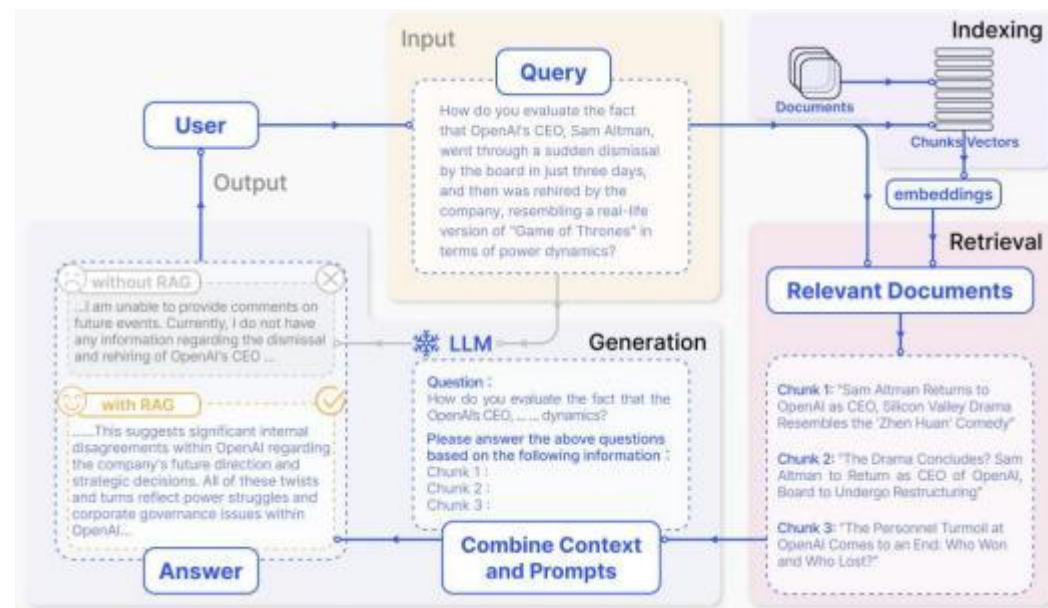 Input
Query
How do you evaluate the fact
that OpenAI's CEO, Sam Altman,
went through a sudden dismissal
by the board in just three days,
and then was rehired by the
company, resembling a real-life
version of "Game of Thrones" in
terms of power dynamics?
Indexing
Documents
Chunks Vectors
embeddings
User
Output
Retrieval
Relevant Documents
Chunk 1: "Sam Altman Returns to
OpenAI as CEO, Silicon Valley Drama
Resembles the 'Zhen Huan' Comedy"
Chunk 2: "The Drama Concludes? Sam
Altman to Return as CEO of OpenAI,
Board to Undergo Restructuring"
Chunk 3: "The Personnel Turmoil at
OpenAI Comes to an End: Who Won
and Who Lost?"
without RAG
...I am unable to provide comments on
future events. Currently, I do not have
any information regarding the dismissal
and rehiring of OpenAI's CEO ...
with RAG
......This suggests significant internal
disagreements within OpenAI regarding
the company's future direction and
strategic decisions. All of these twists
and turns reflect power struggles and
corporate governance issues within
OpenAI...
Answer
LLM
Generation
Question :
How do you evaluate the fact that the
OpenAI's CEO, ...... dynamics?
Please answer the above questions
based on the following information :
Chunk 1 :
Chunk 2 :
Chunk 3 :
Combine Context
and Prompts